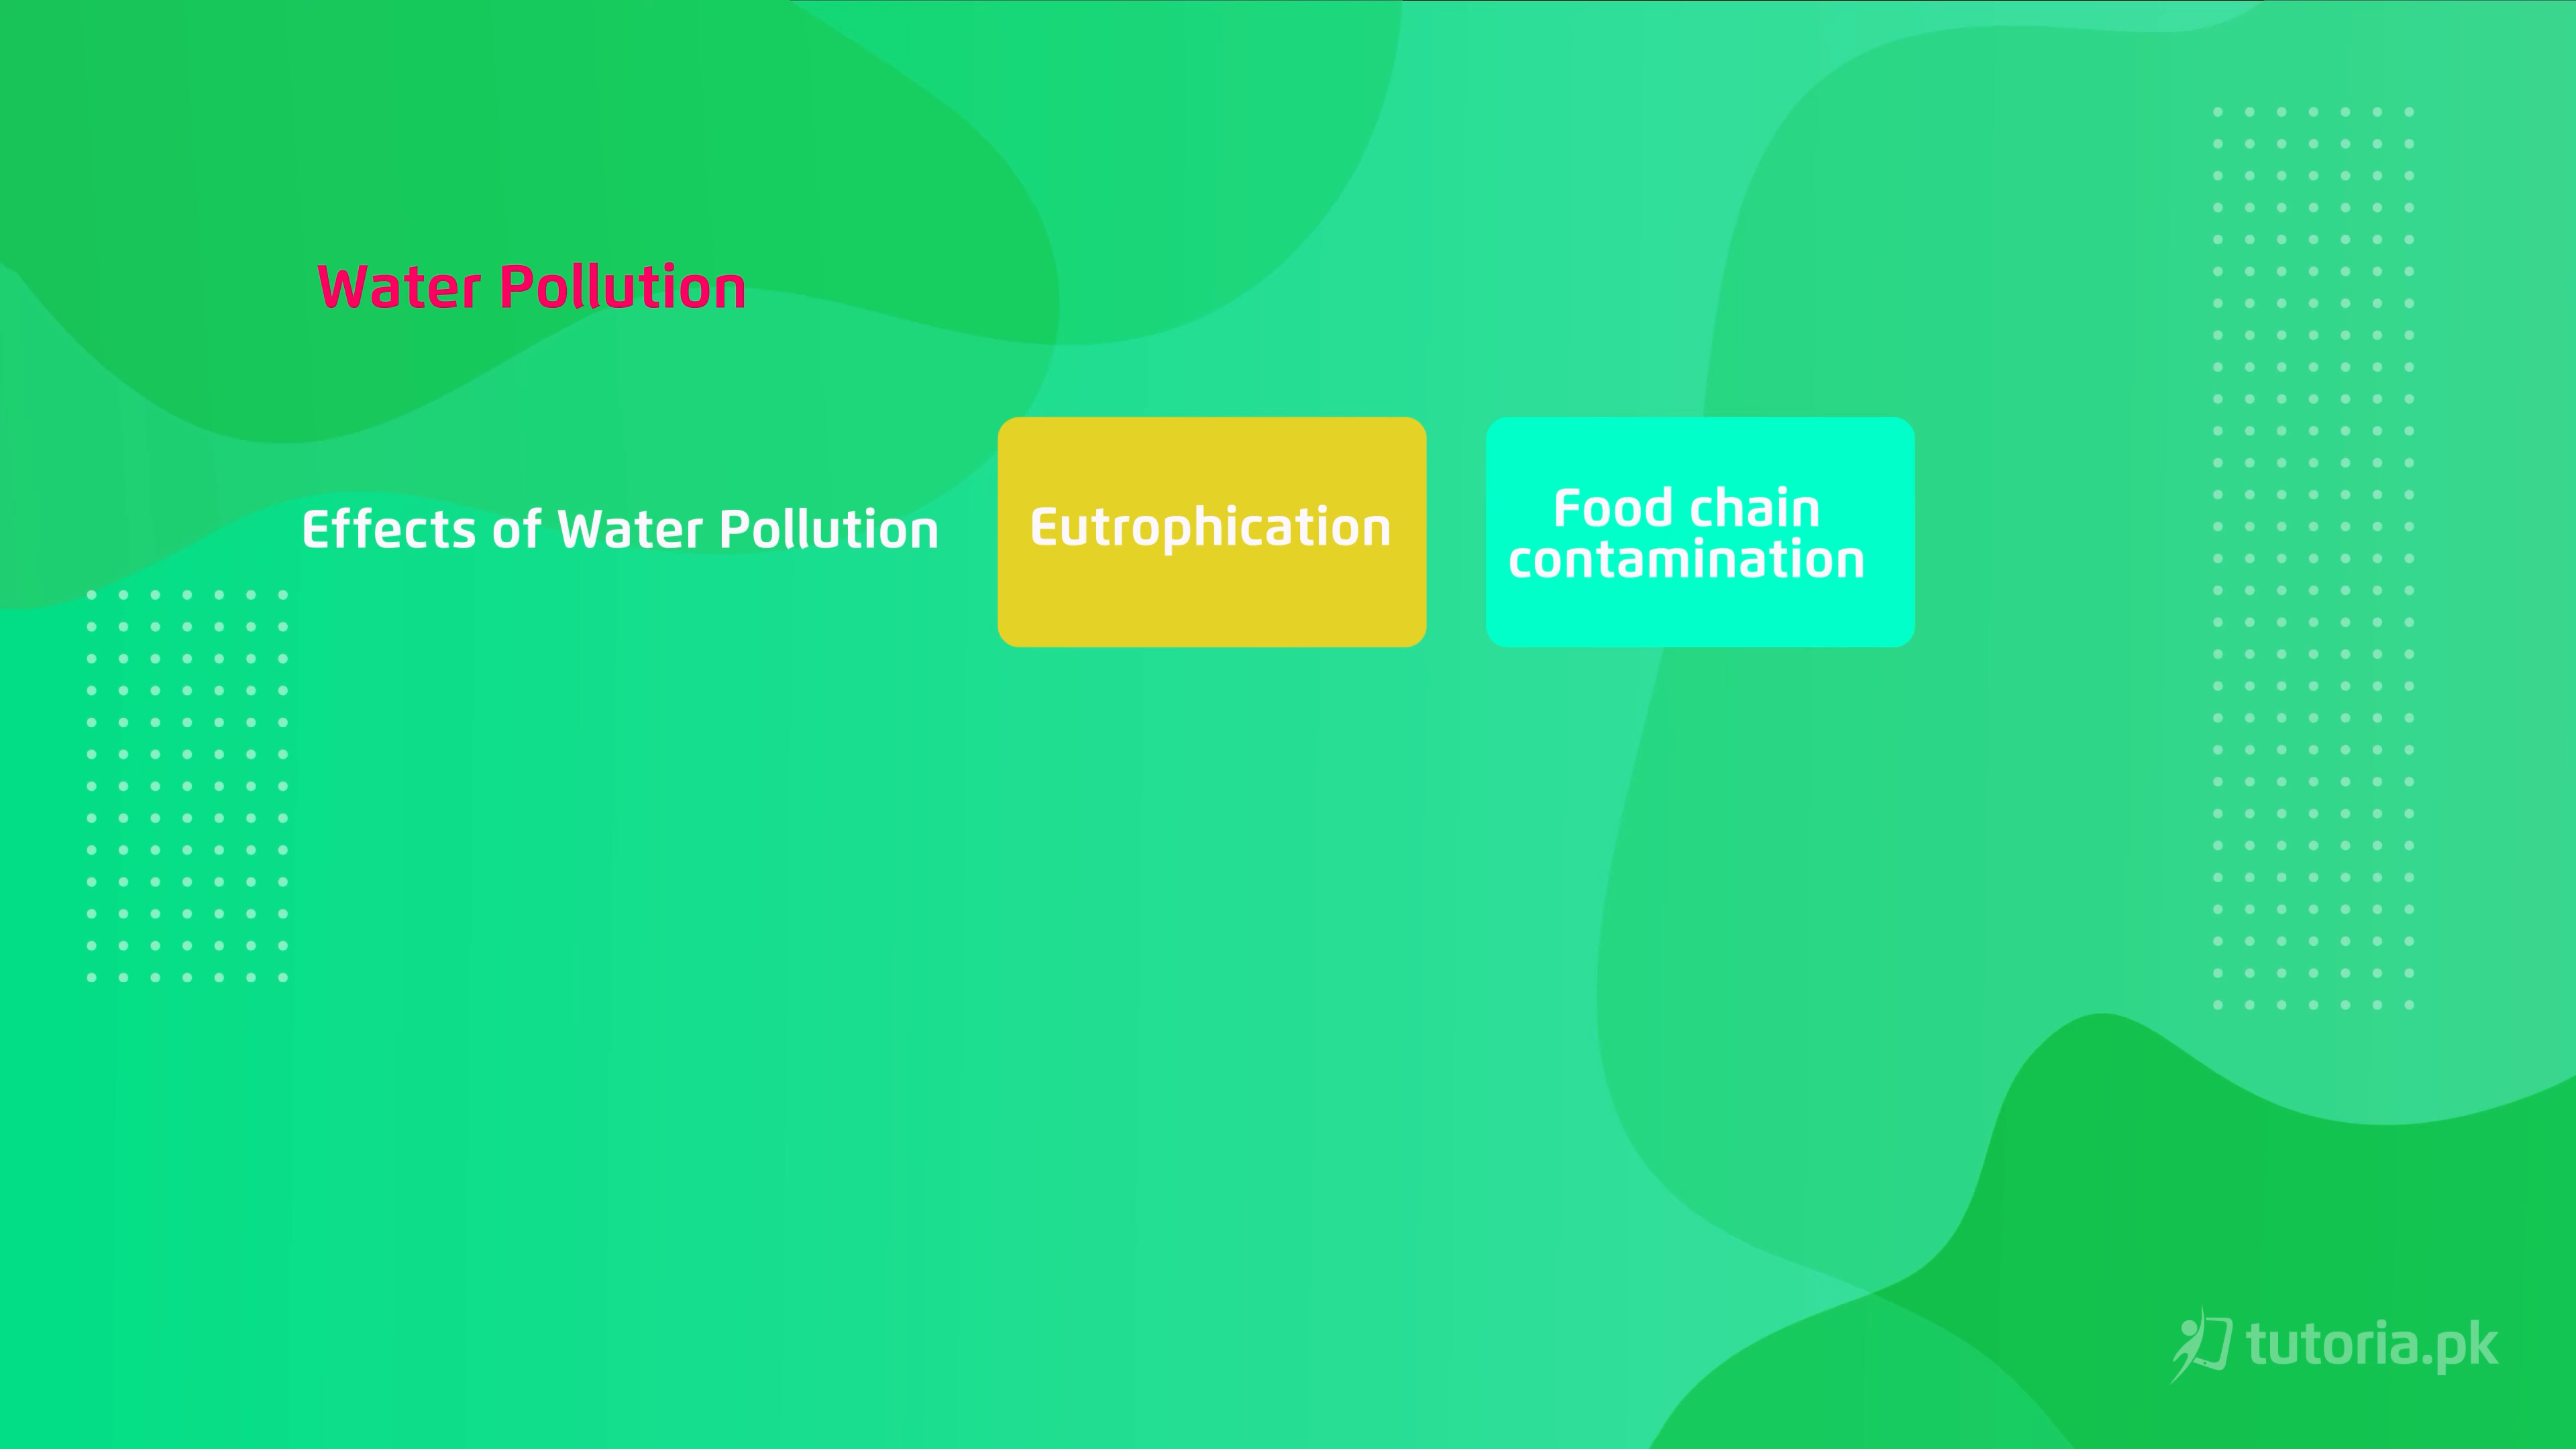 Water Pollution
Effects of Water Pollution
Eutrophication
Food chain
contamination
tutoria.pk